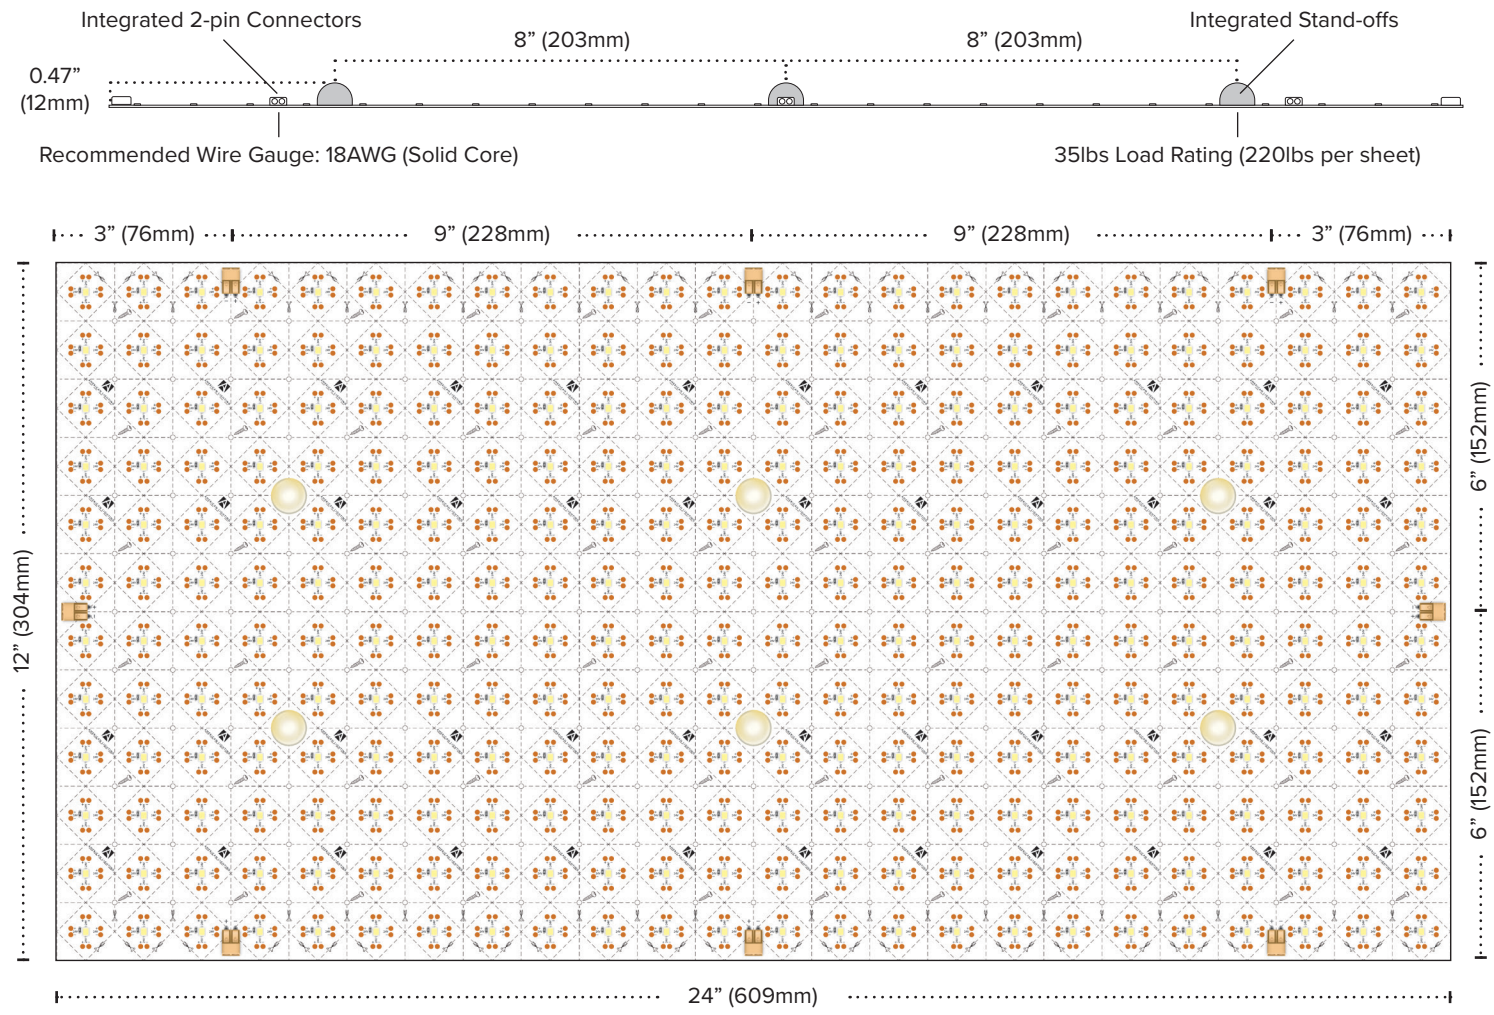 Integrated 2-pin Connectors
Integrated Stand-offs
8” (203mm)
8” (203mm)
0.47”
(12mm)
Recommended Wire Gauge: 18AWG (Solid Core)
35lbs Load Rating (220lbs per sheet)
3” (76mm)
9” (228mm)
9” (228mm)
3” (76mm)
12” (304mm)
6” (152mm)
6” (152mm)
24” (609mm)